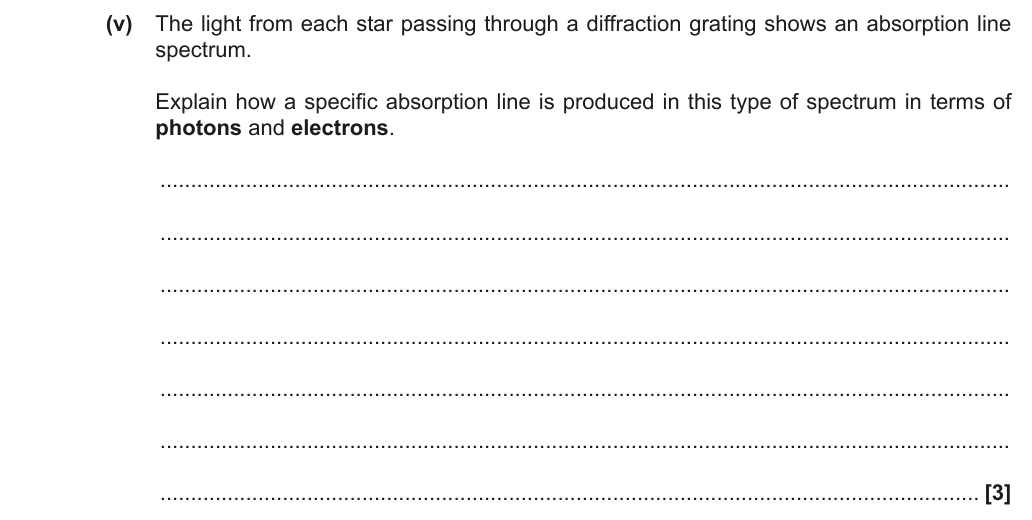 (v) The light from each star passing through a diffraction grating shows an absorption line
spectrum.
Explain how a specific absorption line is produced in this type of spectrum in terms of
photons and electrons.
..........................................................................................................................................
..........................................................................................................................................
..........................................................................................................................................
..........................................................................................................................................
..........................................................................................................................................
..........................................................................................................................................
..................................................................................................................................... [3]